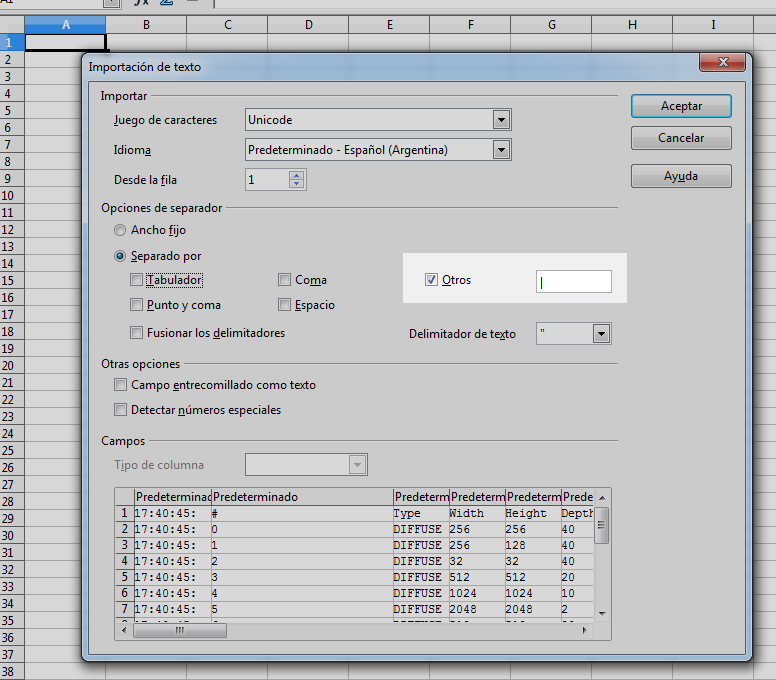 A B C D E F G H I
Importación de texto
Importar
Juego de caracteres Unicode
Idioma Predeterminado - Español (Argentina)
Desde la fila 1
Aceptar
Cancelar
Ayuda
Opciones de separador
Ancho fijo
Separado por
Tabulador Coma Otros |
Punto y coma Espacio
Fusionar los delimitadores Delimitador de texto "
Otras opciones
Campo entrecomillado como texto
Detectar números especiales
Campos
Tipo de columna
Predeterminac Predeterminado Predeterm Predeterm Predeterm Prede
1 17:40:45: # Type Width Height Depth
2 17:40:45: 0 DIFFUSE 256 256 40
3 17:40:45: 1 DIFFUSE 256 128 40
4 17:40:45: 2 DIFFUSE 32 32 40
5 17:40:45: 3 DIFFUSE 512 512 20
6 17:40:45: 4 DIFFUSE 1024 1024 10
7 17:40:45: 5 DIFFUSE 2048 2048 2
1
2
3
4
5
6
7
8
9
10
11
12
13
14
15
16
17
18
19
20
21
22
23
24
25
26
27
28
29
30
31
32
33
34
35
36
37
38